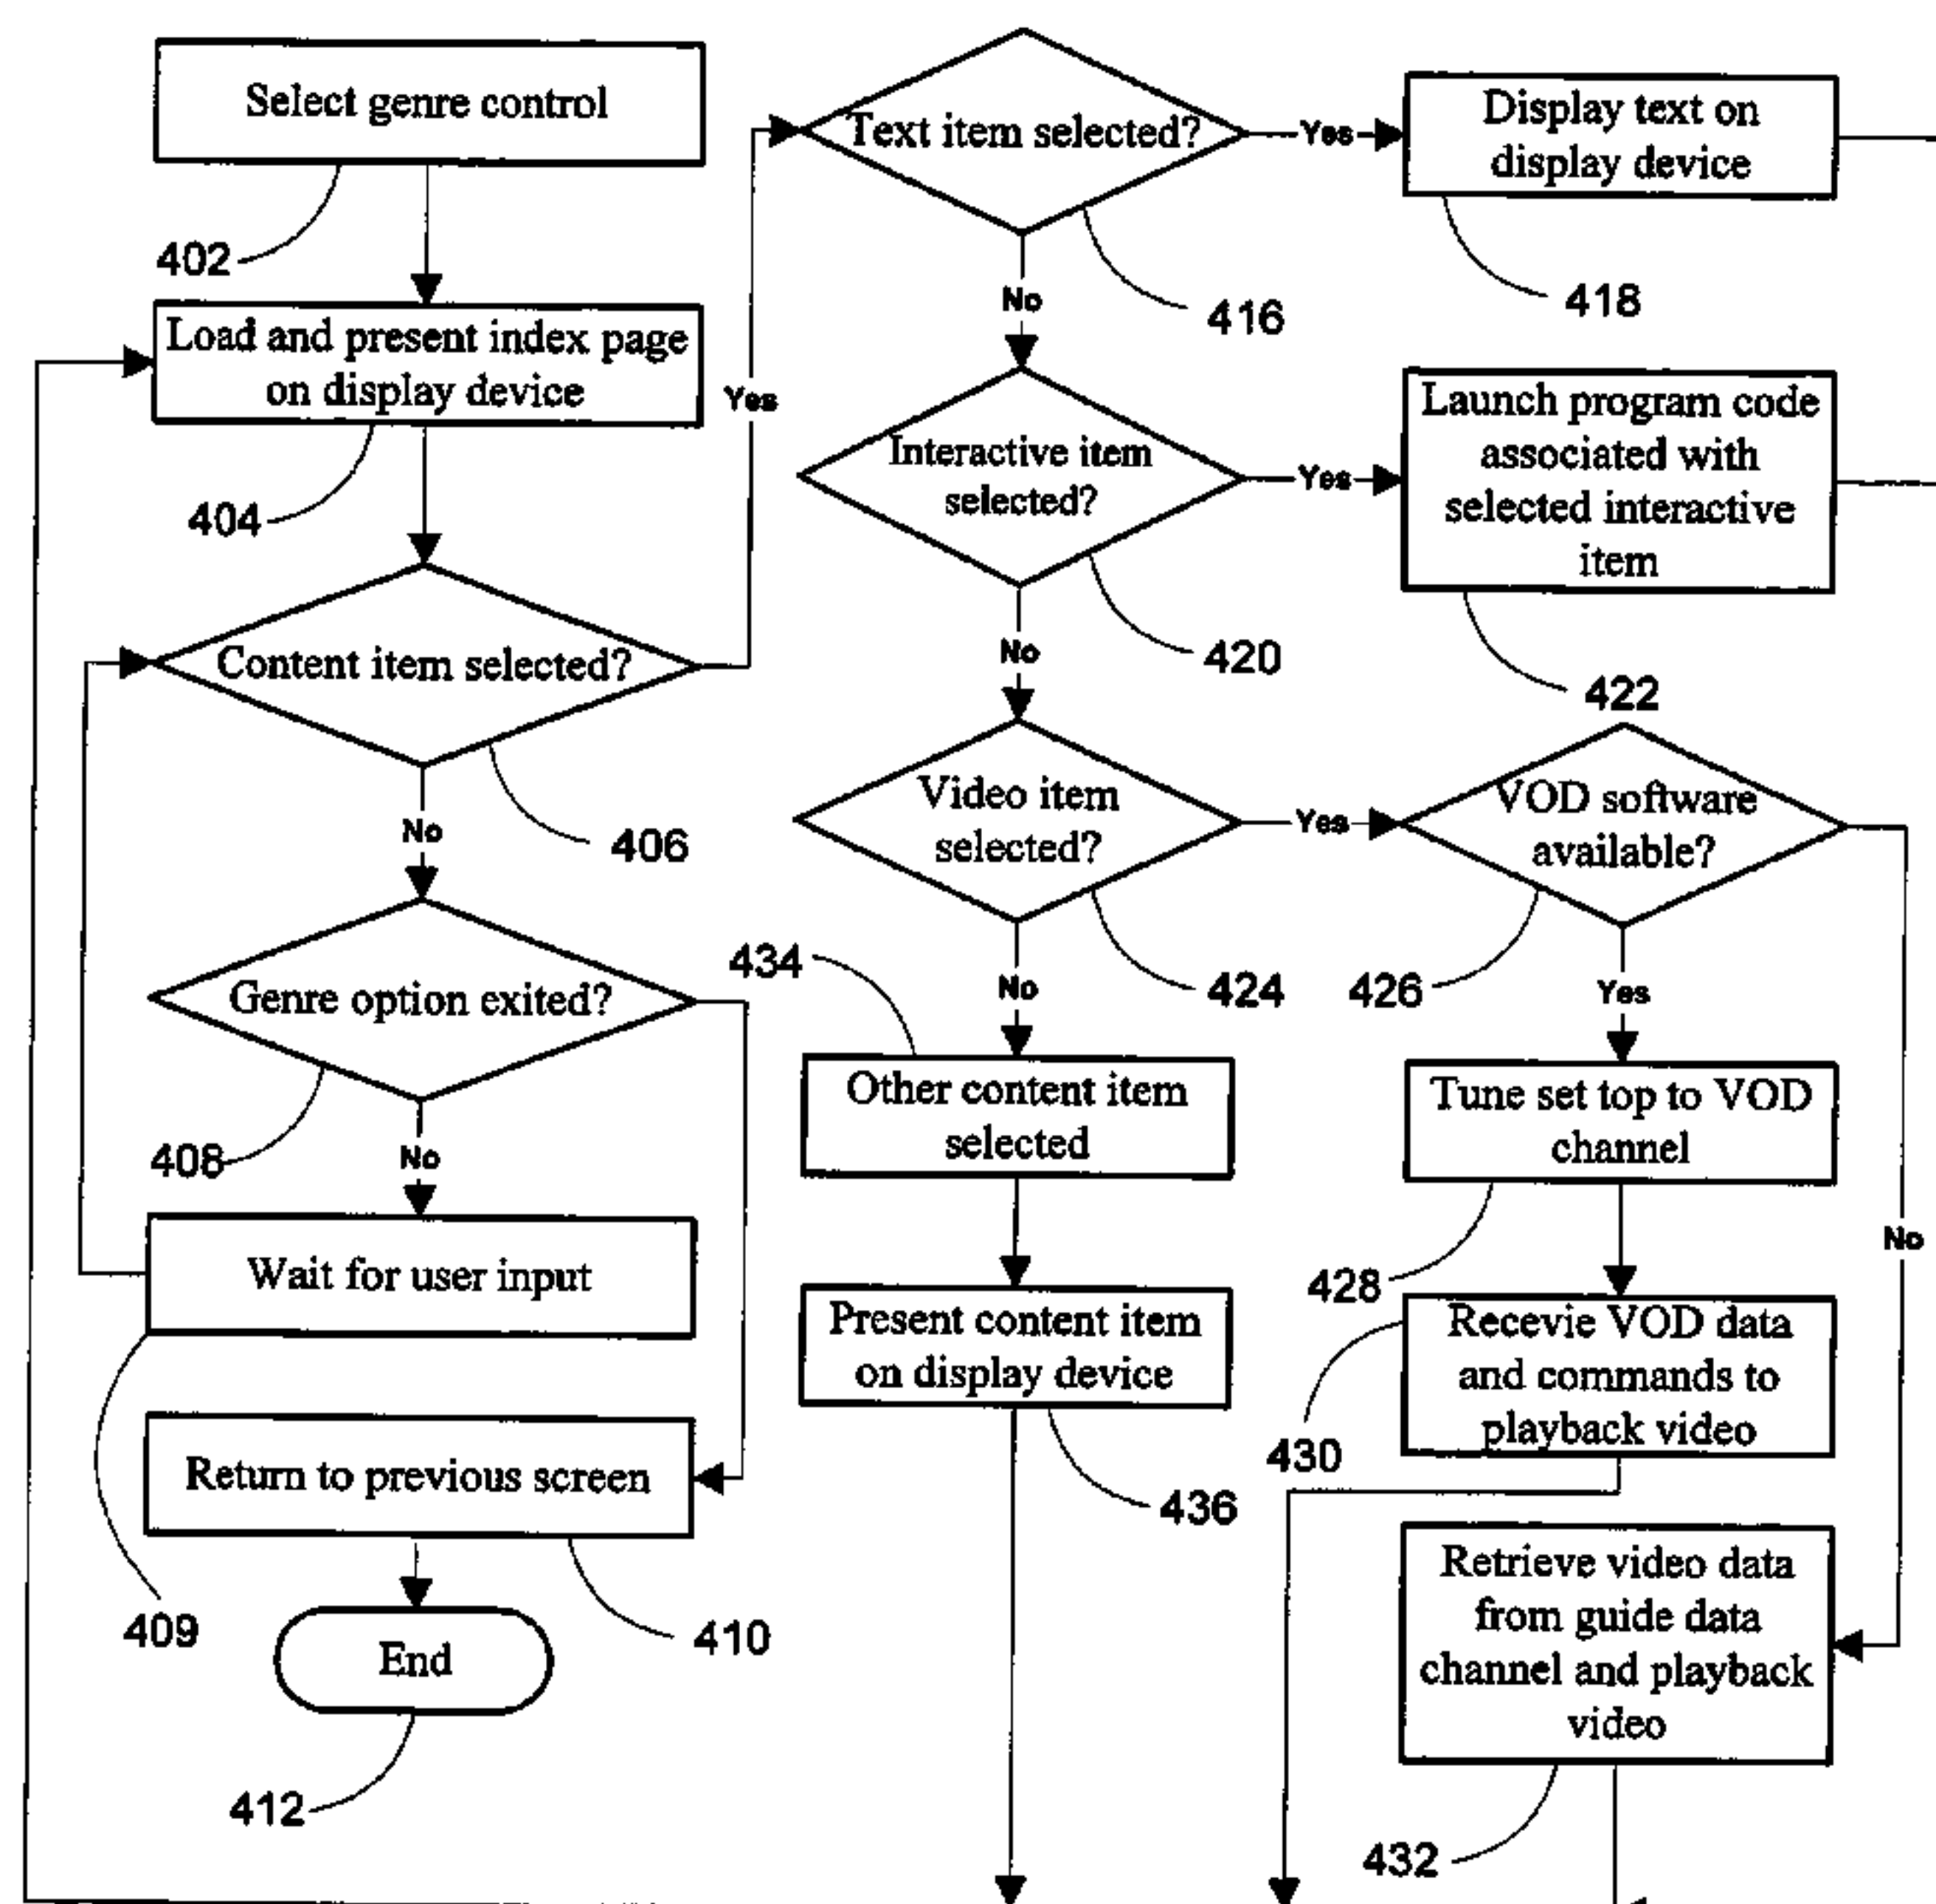 Select genre control
402
Load and present index page
on display device
404
Content item selected?
Yes
406
No
Genre option exited?
408
No
Wait for user input
409
Return to previous screen
410
End
412
Text item selected?
Yes
416
No
Display text on
display device
418
Interactive item
selected?
Yes
420
No
Launch program code
associated with
selected interactive
item
422
Video item
selected?
Yes
424
No
VOD software
available?
426
Yes
No
434
Other content item
selected
Present content item
on display device
436
Tune set top to VOD
channel
428
Recevie VOD data
and commands to
playback video
430
Retrieve video data
from guide data
channel and playback
video
432